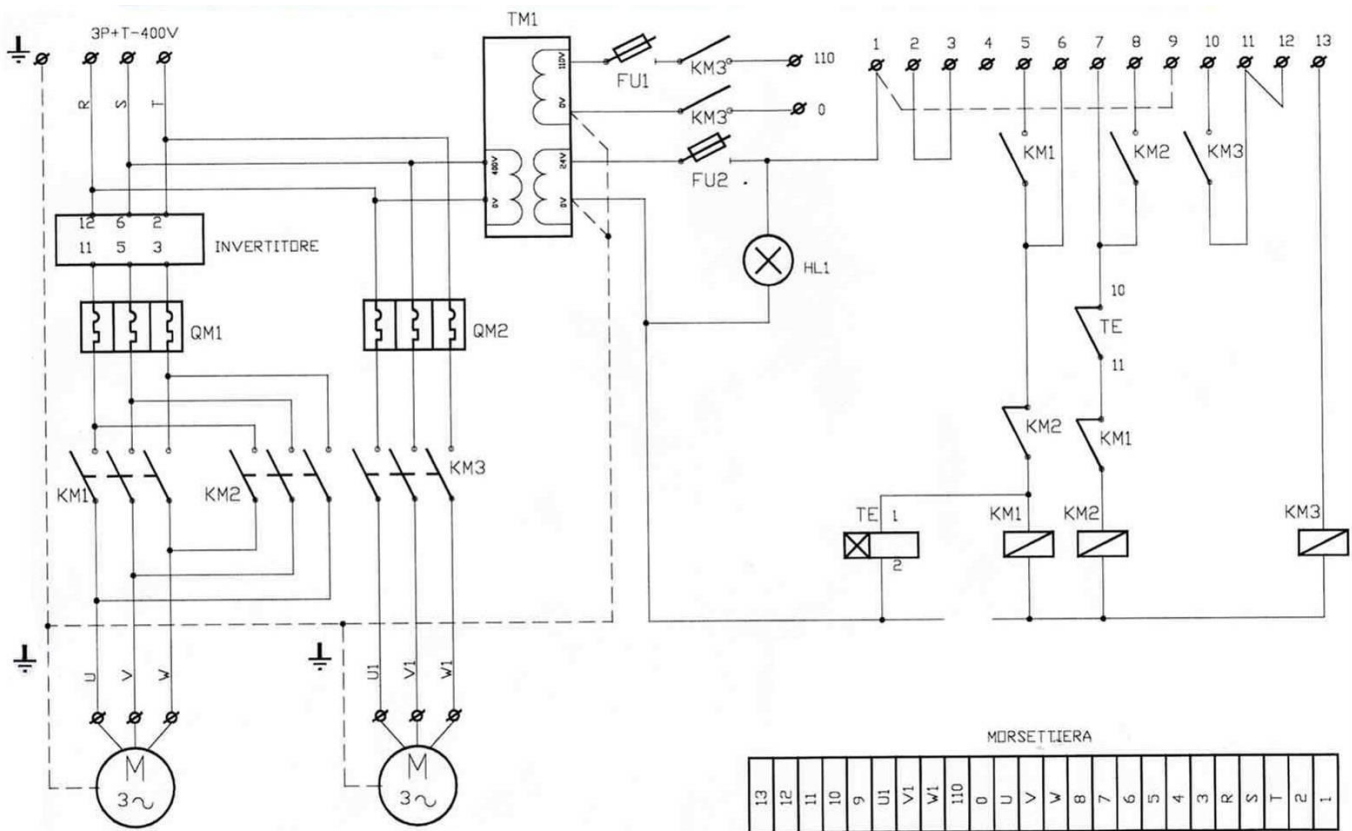 3P+T-400V
TM1
R
S
T
110V
0V
400V
0V
24V
0V
FU1
KM3
110
KM3
0
FU2
HL1
1 2 3 4 5 6 7 8 9 10 11 12 13
KM1
KM2
KM3
12 6 2
11 5 3
INVERTITORE
QM1
QM2
10
TE
11
KM2
KM1
KM1
KM2
KM3
TE 1
2
KM1
KM2
KM3
U
V
W
U1
V1
W1
M
3~
M
3~
MORSETTIERA
13 12 11 10 9 U1 V1 W1 110 0 U V W 8 7 6 5 4 3 R S T 2 1